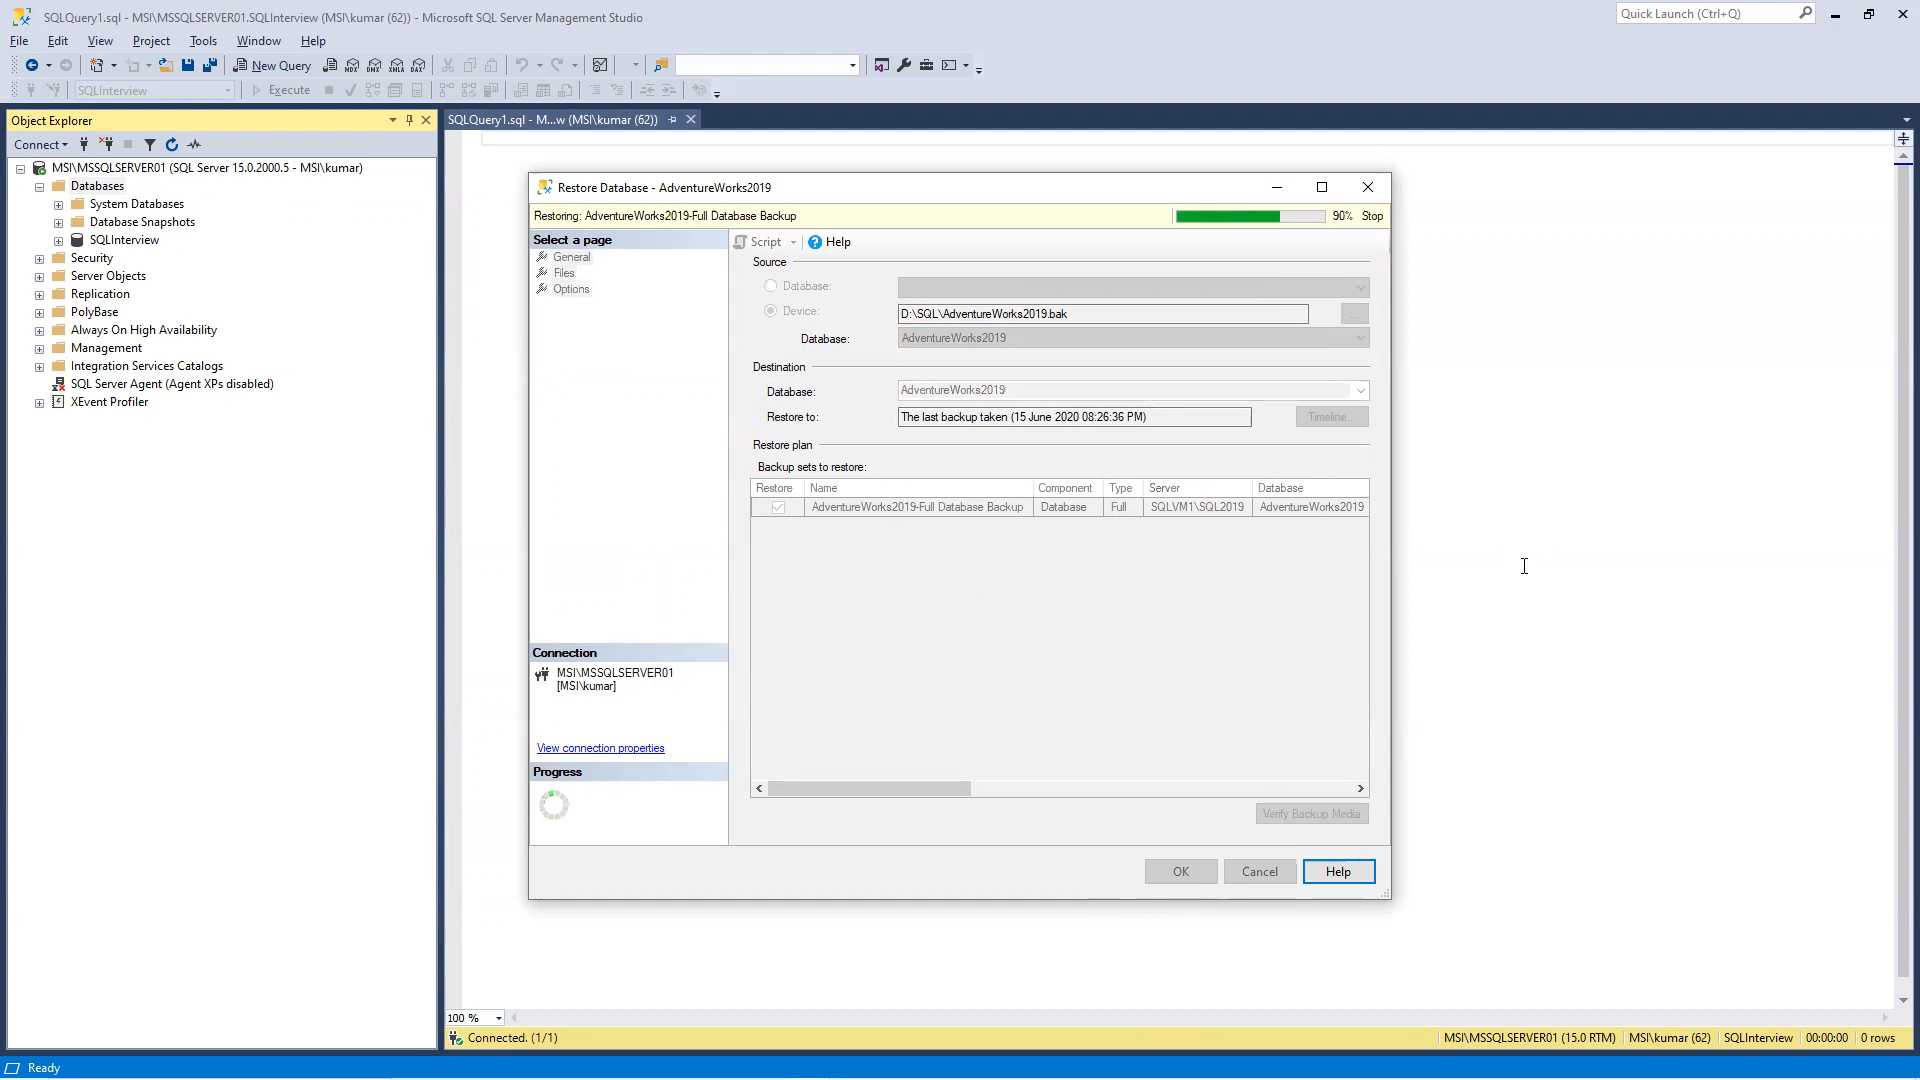 SQLQuery1.sql - MSI\MSSQLSERVER01.SQLInterview (MSI\kumar (62)) - Microsoft SQL Server Management Studio
Quick Launch (Ctrl+Q)
File Edit View Project Tools Window Help
New Query MDX DMX XMLA DAX
SQLInterview Execute
Object Explorer
SQLQuery1.sql - M...w (MSI\kumar (62))
Connect
MSI\MSSQLSERVER01 (SQL Server 15.0.2000.5 - MSI\kumar)
Databases
System Databases
Database Snapshots
SQLInterview
Security
Server Objects
Replication
PolyBase
Always On High Availability
Management
Integration Services Catalogs
SQL Server Agent (Agent XPs disabled)
XEvent Profiler
Restore Database - AdventureWorks2019
Restoring: AdventureWorks2019-Full Database Backup 90% Stop
Select a page
General
Files
Options
Script Help
Source
Database:
Device: D:\SQL\AdventureWorks2019.bak ...
Database: AdventureWorks2019
Destination
Database: AdventureWorks2019
Restore to: The last backup taken (15 June 2020 08:26:36 PM) Timeline...
Restore plan
Backup sets to restore:
Restore Name Component Type Server Database
AdventureWorks2019-Full Database Backup Database Full SQLVM1\SQL2019 AdventureWorks2019
Connection
MSI\MSSQLSERVER01
[MSI\kumar]
View connection properties
Progress
Verify Backup Media
OK Cancel Help
100 %
Connected. (1/1) MSI\MSSQLSERVER01 (15.0 RTM) MSI\kumar (62) SQLInterview 00:00:00 0 rows
Ready